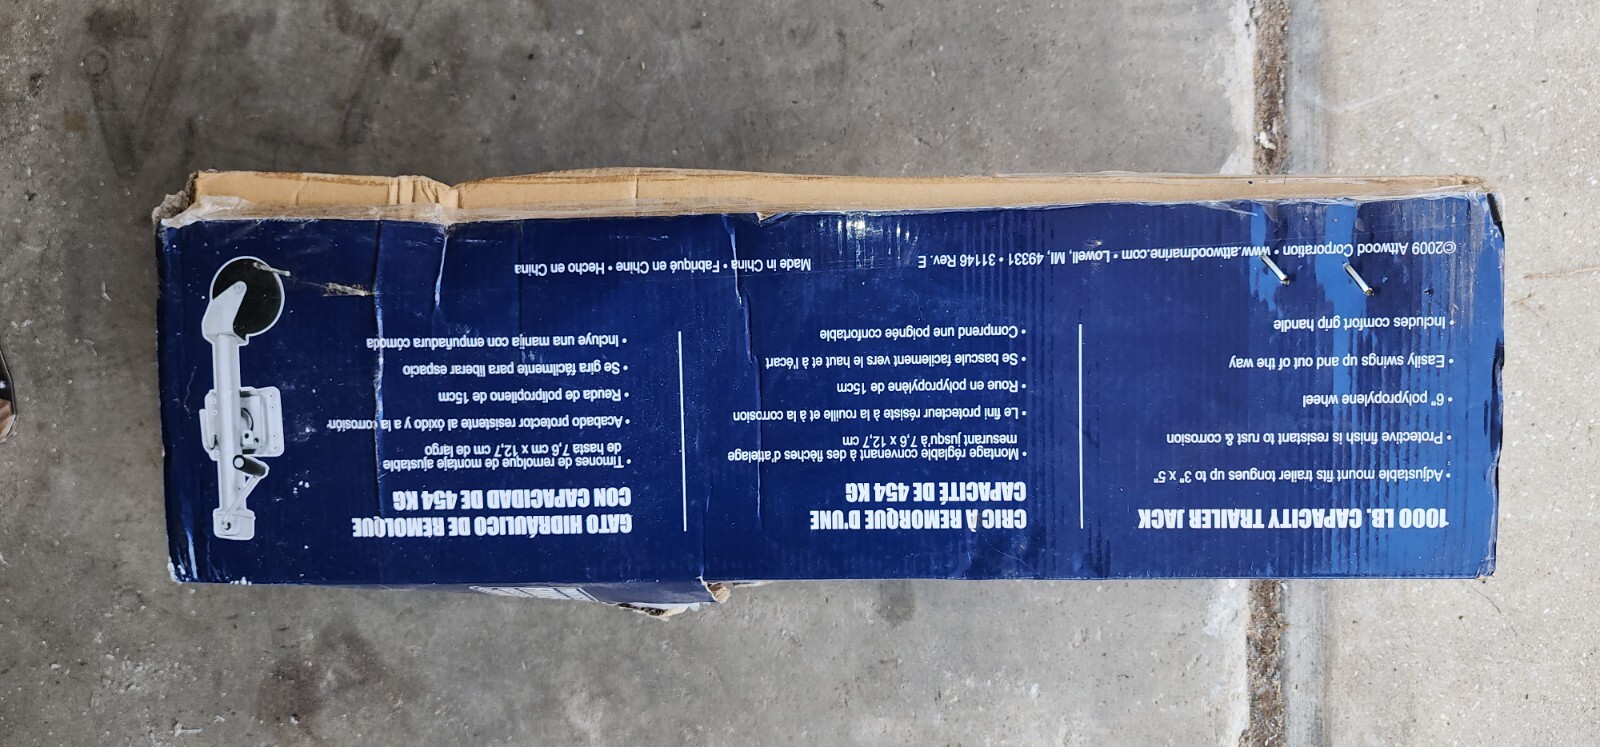 1000 LB. CAPACITY TRAILER JACK
• Adjustable mount fits trailer tongues up to 3" x 5"
• Protective finish is resistant to rust & corrosion
• 6" polypropylene wheel
• Easily swings up and out of the way
• Includes comfort grip handle
CRIC À REMORQUE D'UNE
CAPACITÉ DE 454 KG
• Montage réglable convenant à des flèches d'attelage
mesurant jusqu'à 7,6 x 12,7 cm
• Le fini protecteur résiste à la rouille et à la corrosion
• Roue en polypropylène de 15cm
• Se bascule facilement vers le haut et à l'écart
• Comprend une poignée confortable
GATO HIDRÁULICO DE REMOLQUE
CON CAPACIDAD DE 454 KG
• Timones de remolque de montaje ajustable
de hasta 7,6 cm x 12,7 cm de largo
• Acabado protector resistente al óxido y a la corrosión
• Reuda de polipropileno de 15cm
• Se gira fácilmente para liberar espacio
• Incluye una manija con empuñadura cómoda
©2009 Attwood Corporation • www.attwoodmarine.com • Lowell, MI, 49331 • 31146 Rev. E
Made in China • Fabriqué en Chine • Hecho en China